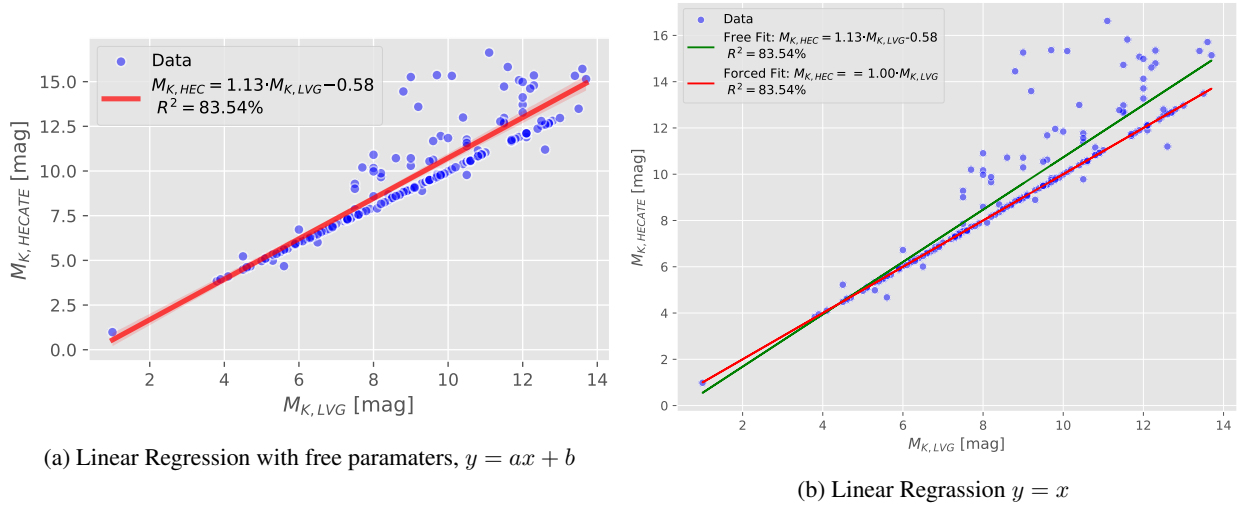 Data
M_{K,HEC}=1.13·M_{K,LVG}−0.58
R²=83.54%
15.0
12.5
10.0
7.5
5.0
2.5
0.0
M_{K,HECATE} [mag]
2 4 6 8 10 12 14
M_{K,LVG} [mag]
(a) Linear Regression with free paramaters, y = ax + b
Data
Free Fit: M_{K,HEC}=1.13·M_{K,LVG}-0.58
R²=83.54%
Forced Fit: M_{K,HEC}= = 1.00·M_{K,LVG}
R²=83.54%
16
14
12
10
8
6
4
2
0
M_{K,HECATE} [mag]
2 4 6 8 10 12 14
M_{K,LVG} [mag]
(b) Linear Regrassion y = x